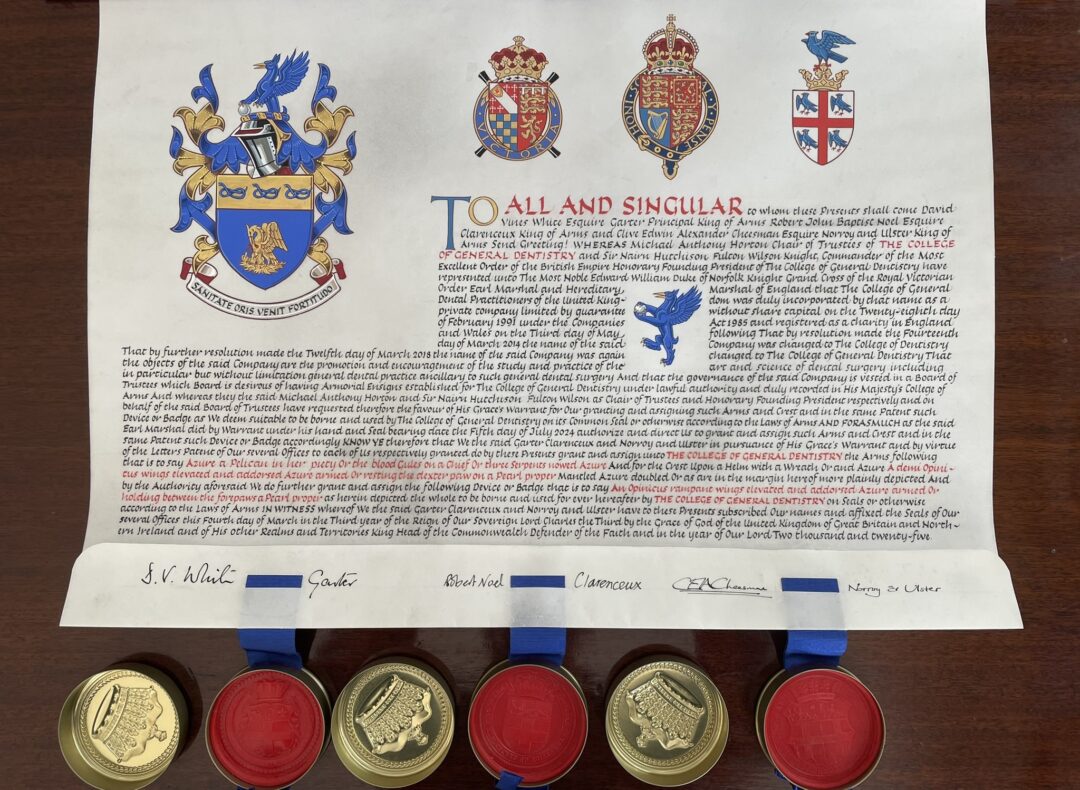 SANITATE ORIS VENIT FORTITUDO
VICTORIA
HONI
Y·PENSE
TO ALL AND SINGULAR to whom these Presents shall come David
Vines White Esquire Garter Principal King of Arms Robert John Baptist Noel Esquire
Clarenceux King of Arms and Clive Edwin Alexander Cheesman Esquire Norroy and Ulster King of
Arms Send Greeting! WHEREAS Michael Anthony Horton Chair of Trustees of THE COLLEGE
OF GENERAL DENTISTRY and Sir Nairn Hutchison Fulton Wilson Knight, Commander of the Most
Excellent Order of the British Empire Honorary Founding President of The College of General Dentistry have
represented unto The Most Noble Edward William Duke of Norfolk Knight Grand Cross of the Royal Victorian
Order Earl Marshal and Hereditary Marshal of England that The College of General
Dental Practitioners of the United King- dom was duly incorporated by that name as a
private company limited by guarantee without share capital on the Twenty-eighth day
of February 1991 under the Companies Act 1985 and registered as a charity in England
and Wales on the Third day of May following That by resolution made the Fourteenth
day of March 2014 the name of the said Company was changed to The College of General Dentistry
That by further resolution made the Twelfth day of March 2018 the name of the said Company was again changed to The College of General Dentistry That
the objects of the said Company are the promotion and encouragement of the study and practice of the art and science of dental surgery including
in particular but without limitation general dental practice ancillary to such general dental surgery And that the governance of the said Company is vested in a Board of
Trustees which Board is desirous of having Armorial Ensigns established for The College of General Dentistry under lawful authority and duly recorded in His Majesty's College of
Arms And whereas they the said Michael Anthony Horton and Sir Nairn Hutchison Fulton Wilson as Chair of Trustees and Honorary Founding President respectively and on
behalf of the said Board of Trustees have requested therefore the favour of His Grace's Warrant for Our granting and assigning such Arms and Crest and in the same Patent such
Device or Badge as We deem suitable to be borne and used by The College of General Dentistry on its Common Seal or otherwise according to the Laws of Arms AND FORASMUCH as the said
Earl Marshal did by Warrant under his hand and Seal bearing date the Fifth day of July 2024 authorize and direct Us to grant and assign such Arms and Crest and in the
same Patent such Device or Badge accordingly KNOW YE therefore that We the said Garter Clarenceux and Norroy and Ulster in pursuance of His Grace's Warrant and by virtue
of the Letters Patent of Our several Offices to each of Us respectively granted do by these Presents grant and assign unto THE COLLEGE OF GENERAL DENTISTRY the Arms following
that is to say Azure a Pelican in her piety Or the blood Gules on a Chief Or three Serpents nowed Azure And for the Crest Upon a Helm with a Wreath Or and Azure A demi Opini-
cus wings elevated and addorsed Azure armed Or resting the dexter paw on a Pearl proper Mantled Azure doubled Or as are in the margin hereof more plainly depicted And
by the Authority aforesaid We do further grant and assign the following Device or Badge that is to say An Opinicus rampant wings elevated and addorsed Azure armed Or
holding between the forepaws a Pearl proper as herein depicted the whole to be borne and used for ever hereafter by THE COLLEGE OF GENERAL DENTISTRY on Seals Or otherwise
according to the Laws of Arms IN WITNESS whereof We the said Garter Clarenceux and Norroy and Ulster have to these Presents subscribed Our names and affixed the Seals of Our
several Offices this Fourth day of March in the Third year of the Reign of Our Sovereign Lord Charles the Third by the Grace of God of the United Kingdom of Great Britain and North-
ern Ireland and of His other Realms and Territories King Head of the Commonwealth Defender of the Faith and in the year of Our Lord Two thousand and twenty-five.
D. V. White Garter Robert Noel Clarenceux CEA Cheesman Norroy & Ulster